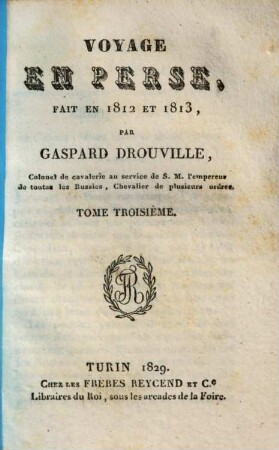 VOYAGE
EN PERSE,
FAIT EN 1812 ET 1813,
PAR
GASPARD DROUVILLE,
Colonel de cavalerie au service de S. M. l'empereur
de toutes les Russies, Chevalier de plusieurs ordres.
TOME TROISIÈME.
FR
TURIN 1829.
CHEZ LES FRERES REYCEND ET C.e
Libraires du Roi, sous les arcades de la Foire.